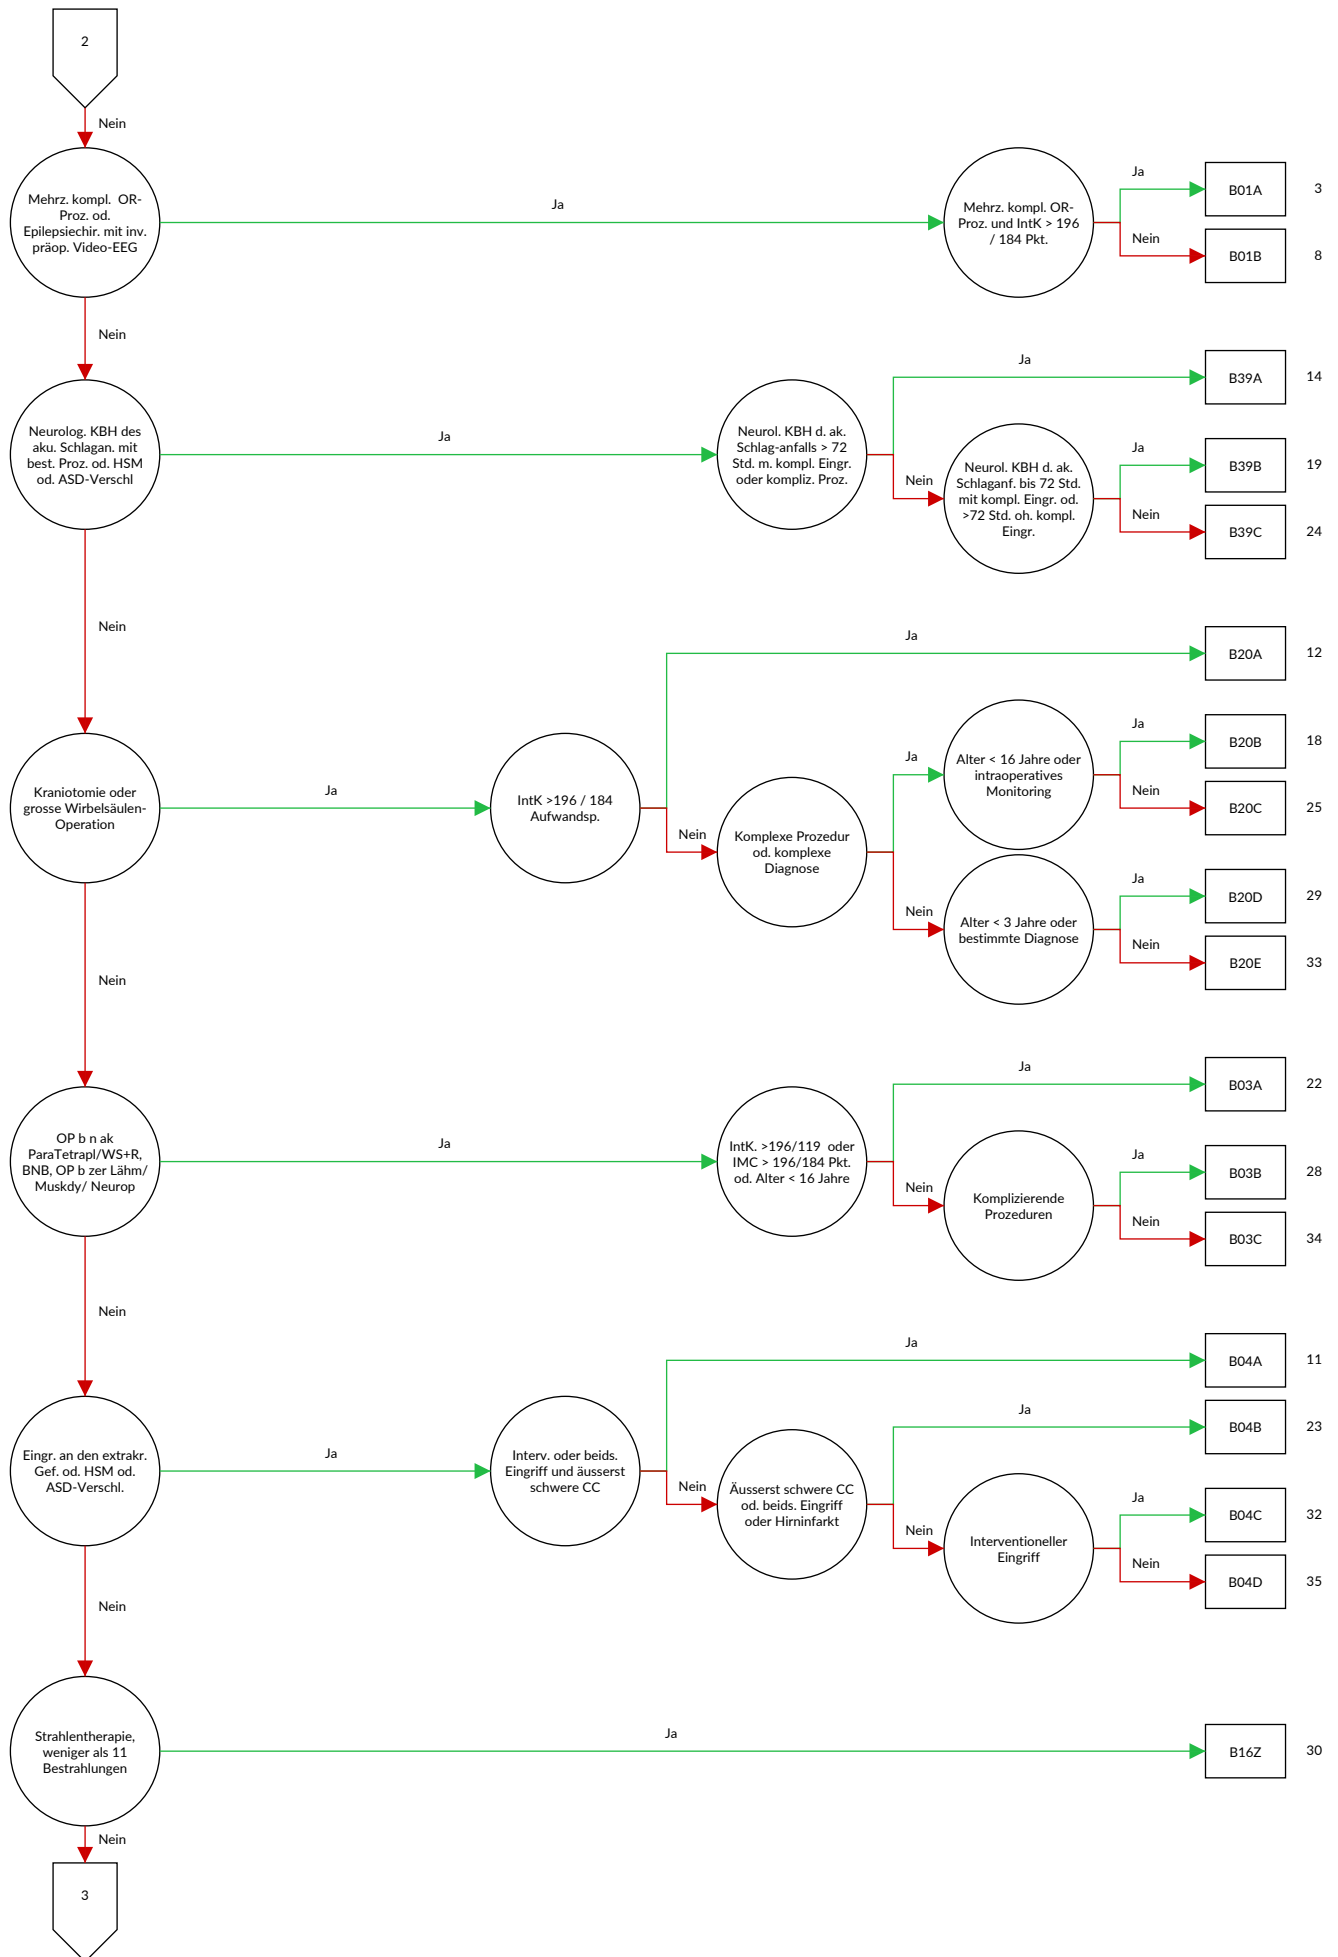 2
Nein
Mehrz. kompl. OR-
Proz. od.
Epilepsiechir. mit inv.
präop. Video-EEG
Ja
Mehrz. kompl. OR-
Proz. und IntK > 196
/ 184 Pkt.
Ja
B01A
3
Nein
B01B
8
Nein
Neurolog. KBH des
aku. Schlagan. mit
best. Proz. od. HSM
od. ASD-Verschl
Ja
Neurol. KBH d. ak.
Schlag-anfalls > 72
Std. m. kompl. Eingr.
oder kompliz. Proz.
Ja
B39A
14
Nein
Neurol. KBH d. ak.
Schlaganf. bis 72 Std.
mit kompl. Eingr. od.
>72 Std. oh. kompl.
Eingr.
Ja
B39B
19
Nein
B39C
24
Nein
Kraniotomie oder
grosse Wirbelsäulen-
Operation
Ja
IntK >196 / 184
Aufwandsp.
Ja
B20A
12
Nein
Komplexe Prozedur
od. komplexe
Diagnose
Ja
Alter < 16 Jahre oder
intraoperatives
Monitoring
Ja
B20B
18
Nein
B20C
25
Nein
Alter < 3 Jahre oder
bestimmte Diagnose
Ja
B20D
29
Nein
B20E
33
Nein
OP b n ak
ParaTetrapl/WS+R,
BNB, OP b zer Lähm/
Muskdy/ Neurop
Ja
IntK. >196/119 oder
IMC > 196/184 Pkt.
od. Alter < 16 Jahre
Ja
B03A
22
Nein
Komplizierende
Prozeduren
Ja
B03B
28
Nein
B03C
34
Nein
Eingr. an den extrakr.
Gef. od. HSM od.
ASD-Verschl.
Ja
Interv. oder beids.
Eingriff und äusserst
schwere CC
Ja
B04A
11
Nein
Äusserst schwere CC
od. beids. Eingriff
oder Hirninfarkt
Ja
B04B
23
Nein
Interventioneller
Eingriff
Ja
B04C
32
Nein
B04D
35
Nein
Strahlentherapie,
weniger als 11
Bestrahlungen
Ja
B16Z
30
Nein
3